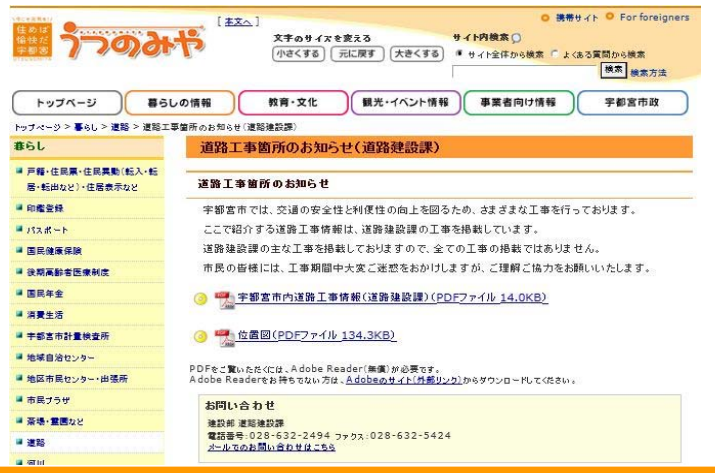 住めば
愉快だ
宇都宮
うつのみや
[本文へ]
携帯サイト For foreigners
文字のサイズを変える
小さくする 元に戻す 大きくする
サイト内検索
サイト全体から検索 よくある質問から検索
検索 検索方法
トップページ 暮らしの情報 教育・文化 観光・イベント情報 事業者向け情報 宇都宮市政
トップページ > 暮らし > 道路 > 道路工事箇所のお知らせ(道路建設課)
暮らし
戸籍・住民票・住民異動(転入・転
居・転出など)・住居表示など
印鑑登録
パスポート
国民健康保険
後期高齢者医療制度
国民年金
消費生活
宇都宮市計量検査所
地域自治センター
地区市民センター・出張所
市民プラザ
斎場・霊園など
道路
河川
道路工事箇所のお知らせ(道路建設課)
道路工事箇所のお知らせ
宇都宮市では、交通の安全性と利便性の向上を図るため、さまざまな工事を行っております。
ここで紹介する道路工事情報は、道路建設課の工事を掲載しています。
道路建設課の主な工事を掲載しておりますので、全ての工事の掲載ではありません。
市民の皆様には、工事期間中大変ご迷惑をおかけしますが、ご理解ご協力をお願いいたします。
宇都宮市内道路工事情報(道路建設課)(PDFファイル 14.0KB)
位置図(PDFファイル 134.3KB)
PDFをご覧いただくには、Adobe Reader(無償)が必要です。
Adobe Readerをお持ちでない方は、Adobeのサイト(外部リンク)からダウンロードしてください。
お問い合わせ
建設部 道路建設課
電話番号:028-632-2494 ファクス:028-632-5424
メールでのお問い合わせはこちら